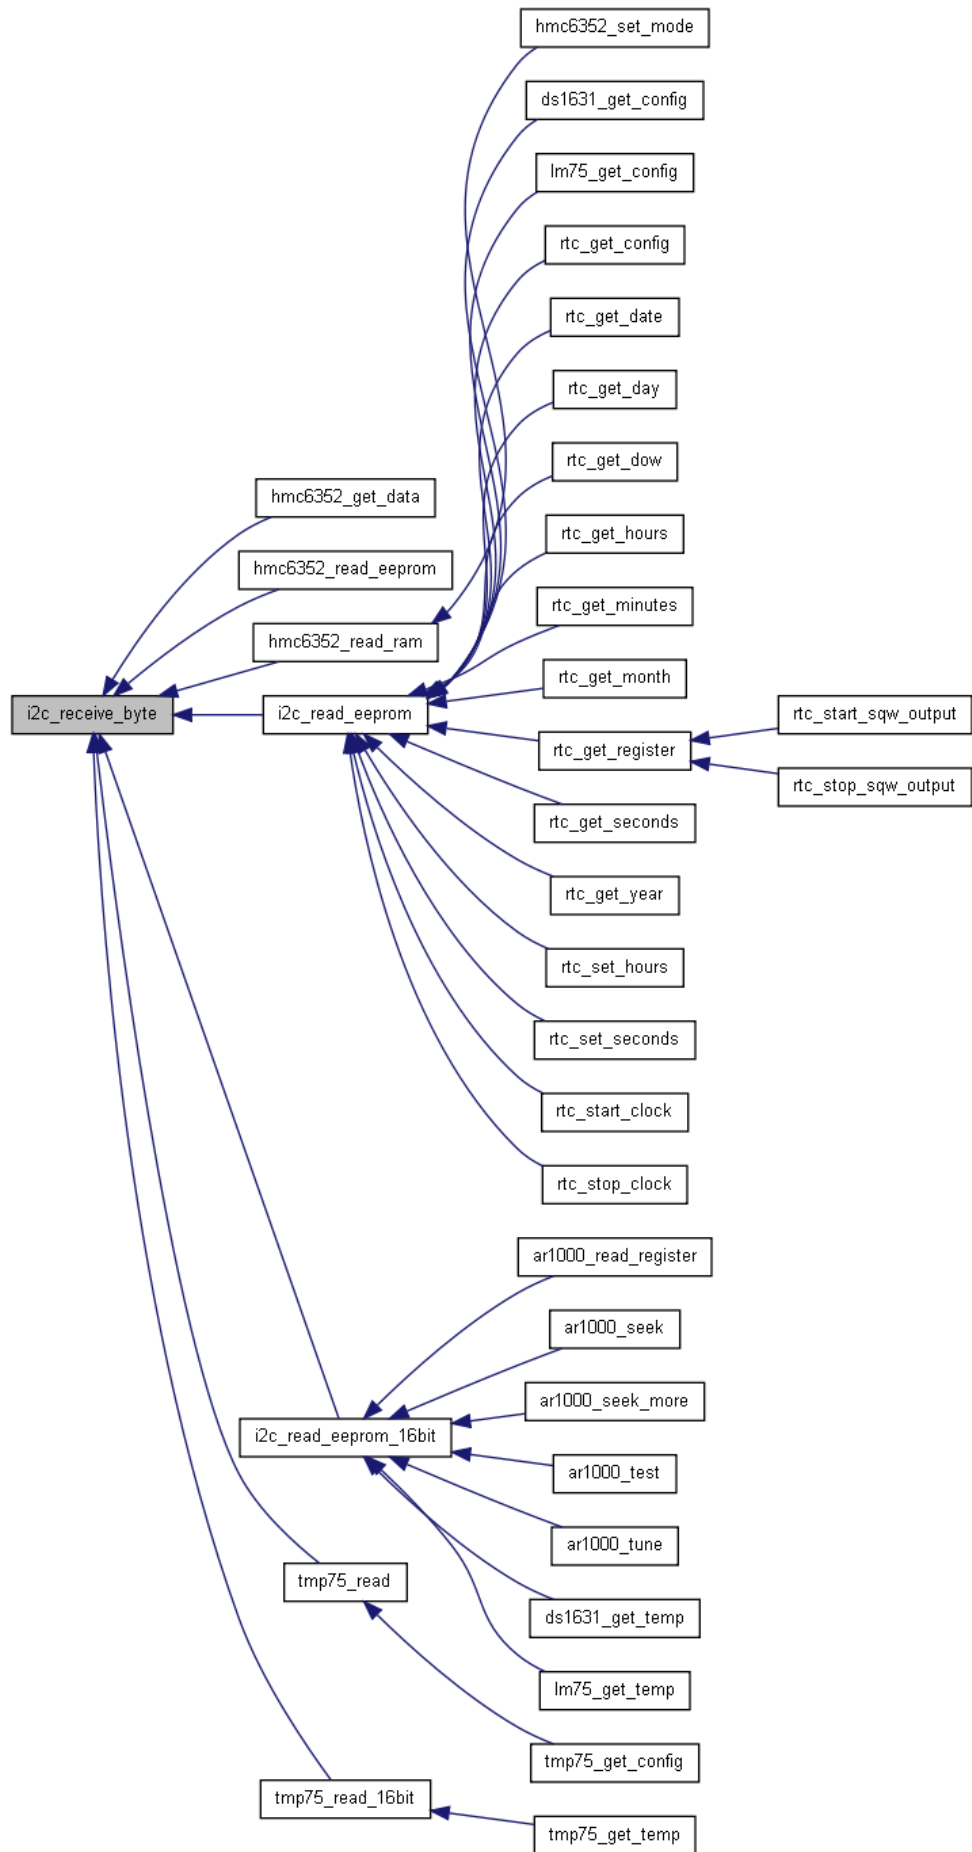 hmc6352_set_mode
ds1631_get_config
lm75_get_config
rtc_get_config
rtc_get_date
rtc_get_day
rtc_get_dow
hmc6352_get_data
rtc_get_hours
hmc6352_read_eeprom
rtc_get_minutes
hmc6352_read_ram
rtc_get_month
i2c_receive_byte
i2c_read_eeprom
rtc_start_sqw_output
rtc_get_register
rtc_stop_sqw_output
rtc_get_seconds
rtc_get_year
rtc_set_hours
rtc_set_seconds
rtc_start_clock
rtc_stop_clock
ar1000_read_register
ar1000_seek
ar1000_seek_more
i2c_read_eeprom_16bit
ar1000_test
ar1000_tune
tmp75_read
ds1631_get_temp
lm75_get_temp
tmp75_get_config
tmp75_read_16bit
tmp75_get_temp